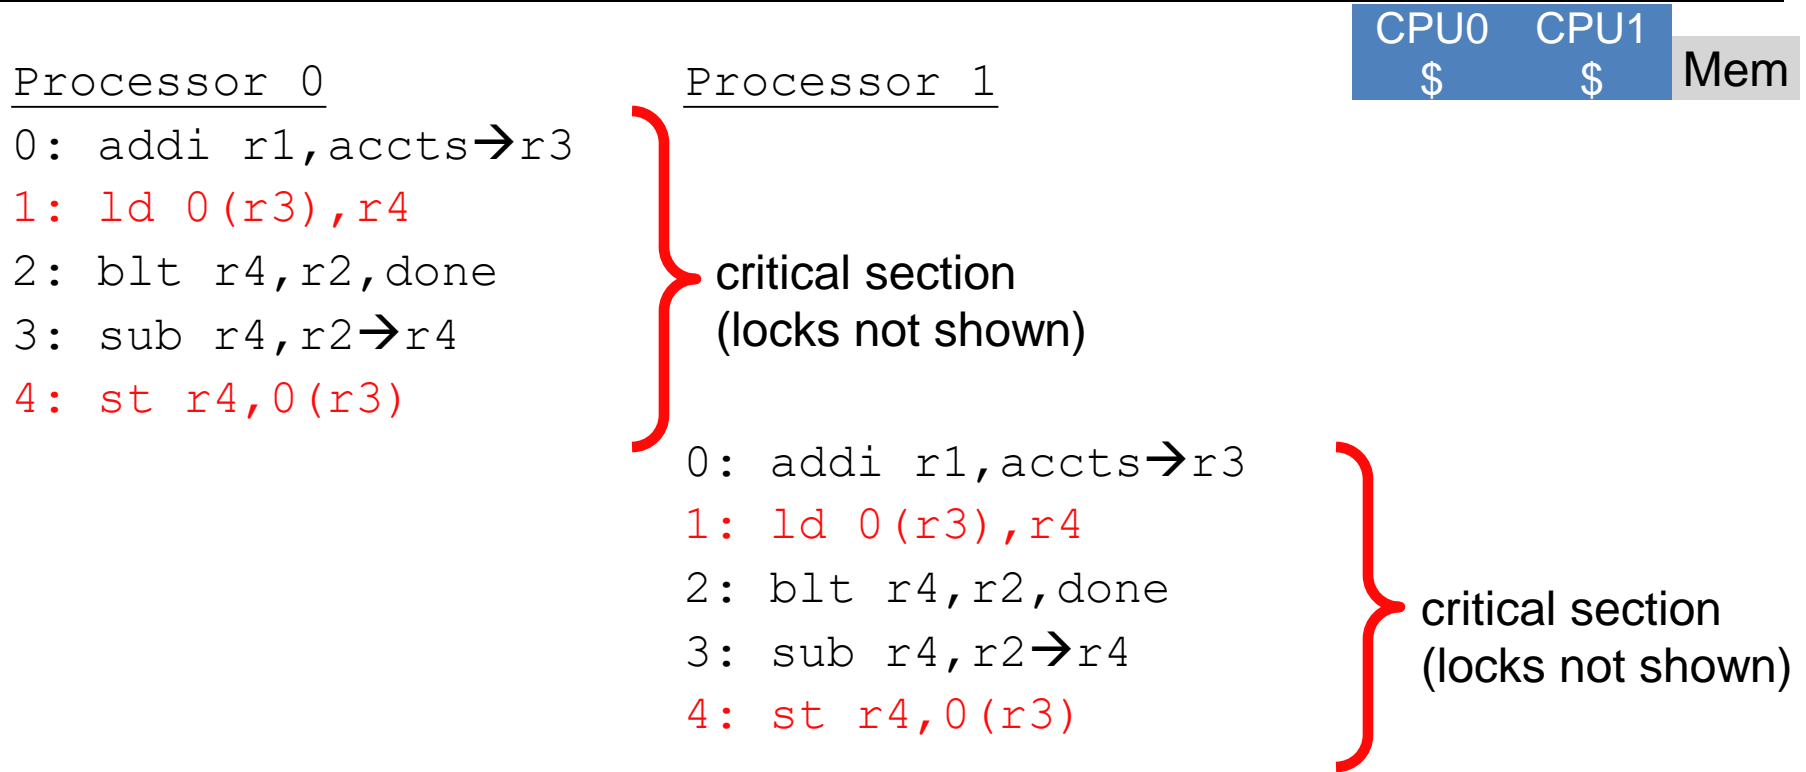 CPU0 CPU1
$ $ Mem
Processor 0
0: addi r1,accts→r3
1: ld 0(r3),r4
2: blt r4,r2,done
3: sub r4,r2→r4
4: st r4,0(r3)
critical section
(locks not shown)
Processor 1
0: addi r1,accts→r3
1: ld 0(r3),r4
2: blt r4,r2,done
3: sub r4,r2→r4
4: st r4,0(r3)
critical section
(locks not shown)